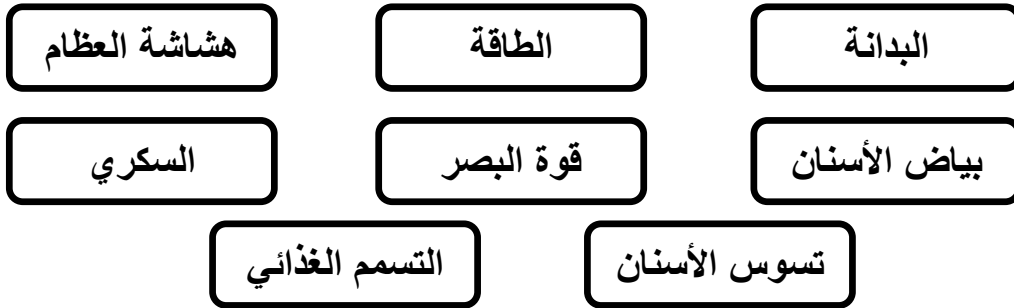 البدانة الطاقة هشاشة العظام
بياض الأسنان قوة البصر السكري
تسوس الأسنان التسمم الغذائي